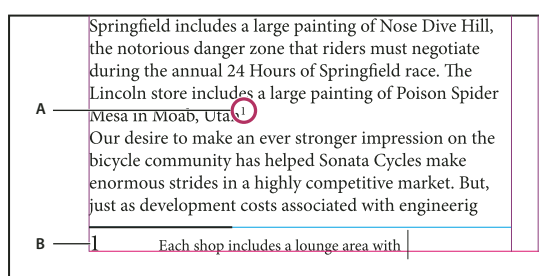 Springfield includes a large painting of Nose Dive Hill,
the notorious danger zone that riders must negotiate
during the annual 24 Hours of Springfield race. The
Lincoln store includes a large painting of Poison Spider
A Mesa in Moab, Utah1
Our desire to make an ever stronger impression on the
bicycle community has helped Sonata Cycles make
enormous strides in a highly competitive market. But,
just as development costs associated with engineerig
B 1 Each shop includes a lounge area with